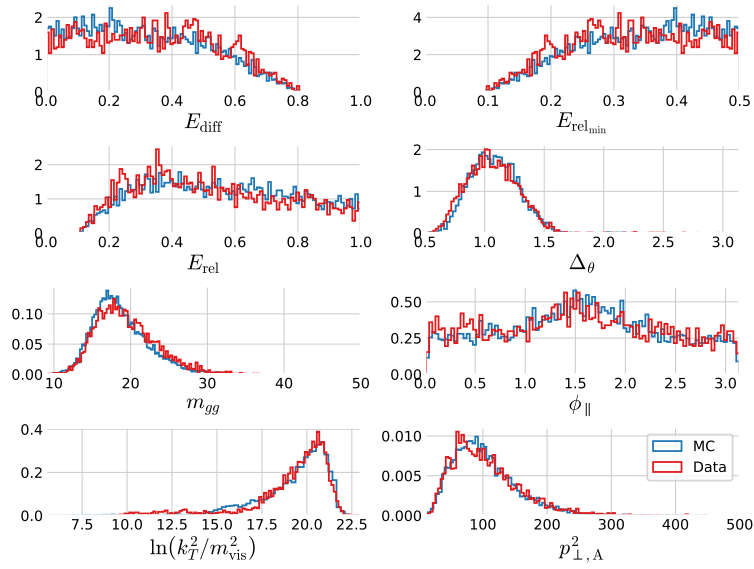 2
1
0
0.0 0.2 0.4 0.6 0.8 1.0
E_diff
4
2
0
0.0 0.1 0.2 0.3 0.4 0.5
E_rel_min
2
1
0
0.0 0.2 0.4 0.6 0.8 1.0
E_rel
2
1
0
0.5 1.0 1.5 2.0 2.5 3.0
Δ_θ
0.10
0.05
0.00
10 20 30 40 50
m_gg
0.50
0.25
0.00
0.0 0.5 1.0 1.5 2.0 2.5 3.0
ϕ_∥
0.4
0.2
0.0
7.5 10.0 12.5 15.0 17.5 20.0 22.5
ln(k_T^2/m_vis^2)
0.010
0.005
0.000
100 200 300 400 500
p_⊥,A^2
MC
Data